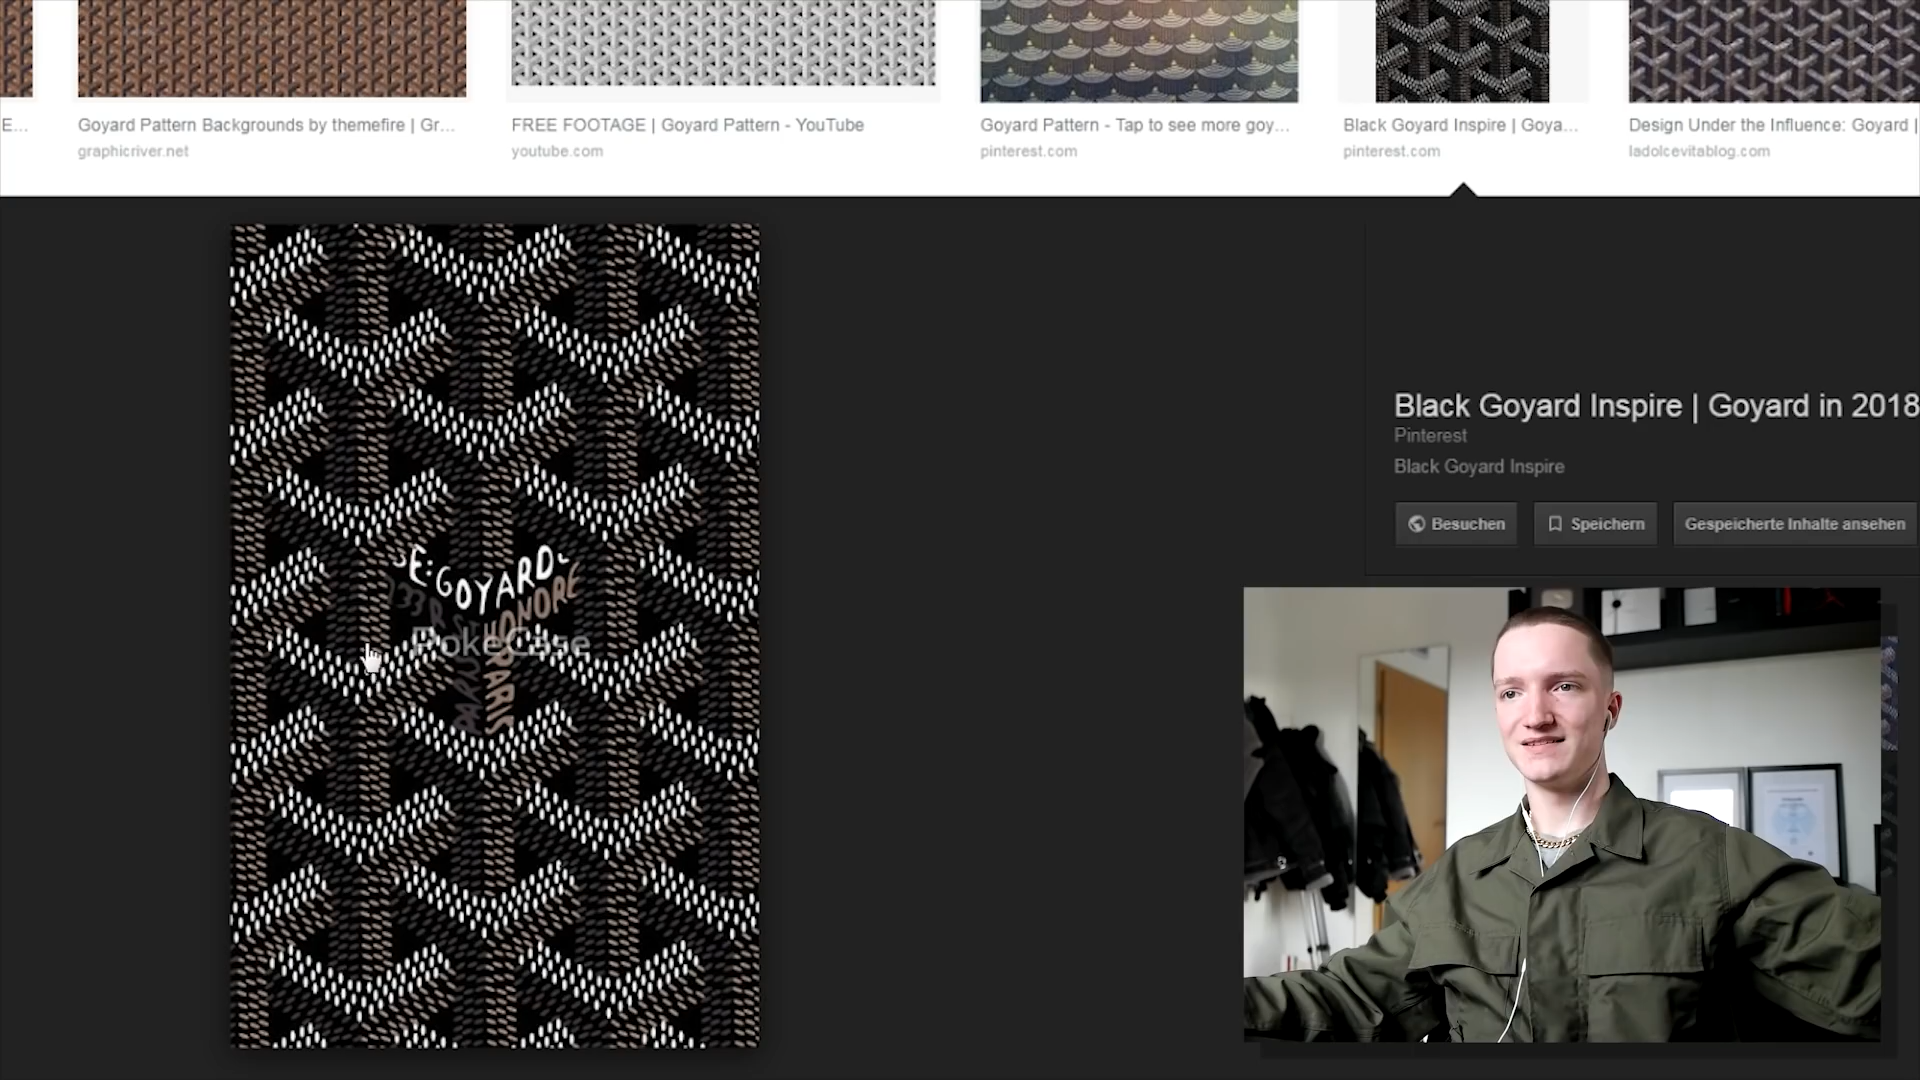 E...
Goyard Pattern Backgrounds by themefire | Gr...
graphicriver.net
FREE FOOTAGE | Goyard Pattern - YouTube
youtube.com
Goyard Pattern - Tap to see more goy...
pinterest.com
Black Goyard Inspire | Goya...
pinterest.com
Design Under the Influence: Goyard |
ladolcevitablog.com
E:GOYARD
HONORE
PARIS
PokeCase
Black Goyard Inspire | Goyard in 2018
Pinterest
Black Goyard Inspire
Besuchen
Speichern
Gespeicherte Inhalte ansehen